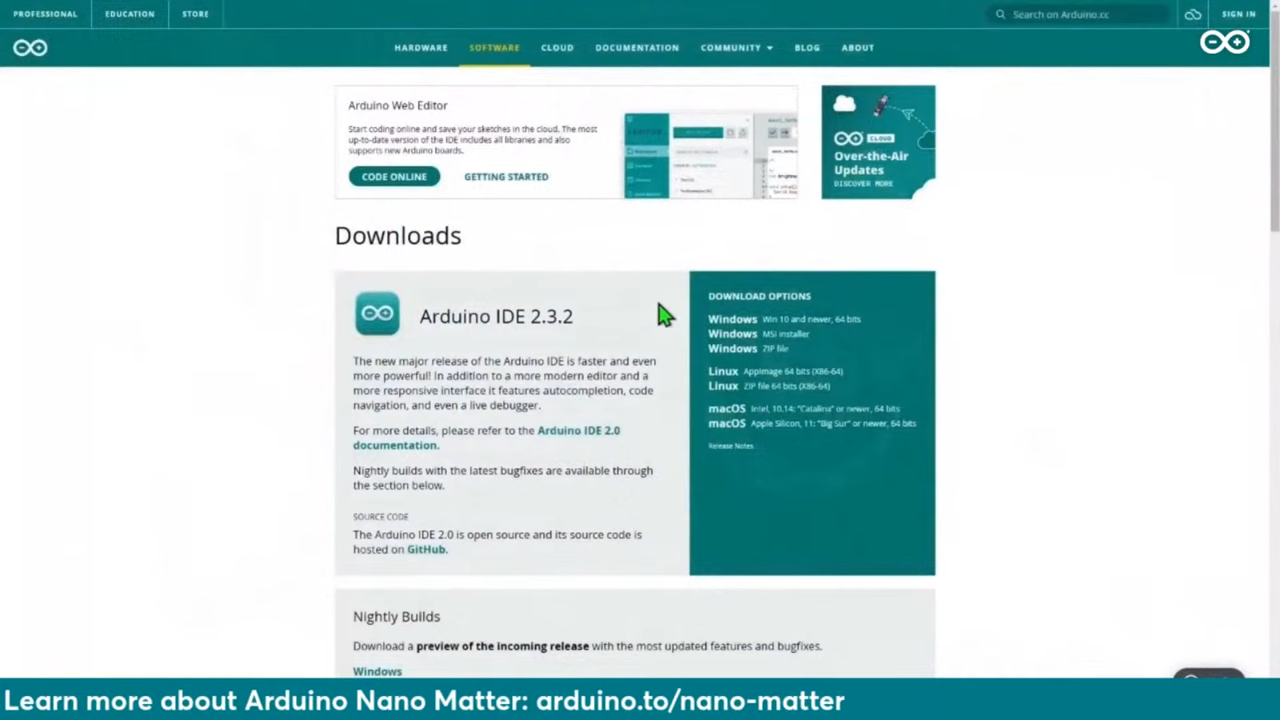 PROFESSIONAL EDUCATION STORE
Search on Arduino.cc
SIGN IN
HARDWARE SOFTWARE CLOUD DOCUMENTATION COMMUNITY BLOG ABOUT
Arduino Web Editor
Start coding online and save your sketches in the cloud. The most
up-to-date version of the IDE includes all libraries and also
supports new Arduino boards.
CODE ONLINE GETTING STARTED
CLOUD
Over-the-Air
Updates
DISCOVER MORE
Downloads
Arduino IDE 2.3.2
The new major release of the Arduino IDE is faster and even
more powerful! In addition to a more modern editor and a
more responsive interface it features autocompletion, code
navigation, and even a live debugger.
For more details, please refer to the Arduino IDE 2.0
documentation.
Nightly builds with the latest bugfixes are available through
the section below.
SOURCE CODE
The Arduino IDE 2.0 is open source and its source code is
hosted on GitHub.
DOWNLOAD OPTIONS
Windows Win 10 and newer, 64 bits
Windows MSI installer
Windows ZIP file
Linux AppImage 64 bits (X86-64)
Linux ZIP file 64 bits (X86-64)
macOS Intel, 10.14: "Catalina" or newer, 64 bits
macOS Apple Silicon, 11: "Big Sur" or newer, 64 bits
Release Notes
Nightly Builds
Download a preview of the incoming release with the most updated features and bugfixes.
Windows
Learn more about Arduino Nano Matter: arduino.to/nano-matter